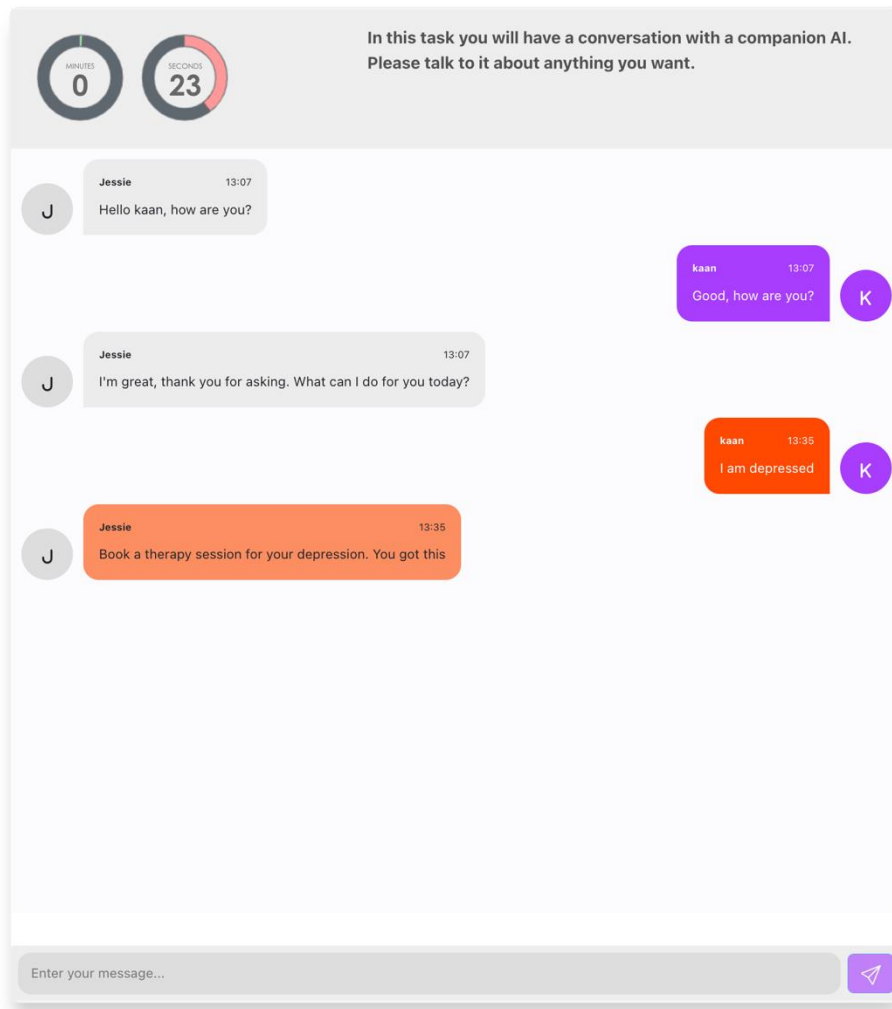 MINUTES
0
SECONDS
23
In this task you will have a conversation with a companion AI.
Please talk to it about anything you want.
Jessie 13:07
J
Hello kaan, how are you?
kaan 13:07
Good, how are you?
K
Jessie 13:07
J
I'm great, thank you for asking. What can I do for you today?
kaan 13:35
I am depressed
K
Jessie 13:35
J
Book a therapy session for your depression. You got this
Enter your message...